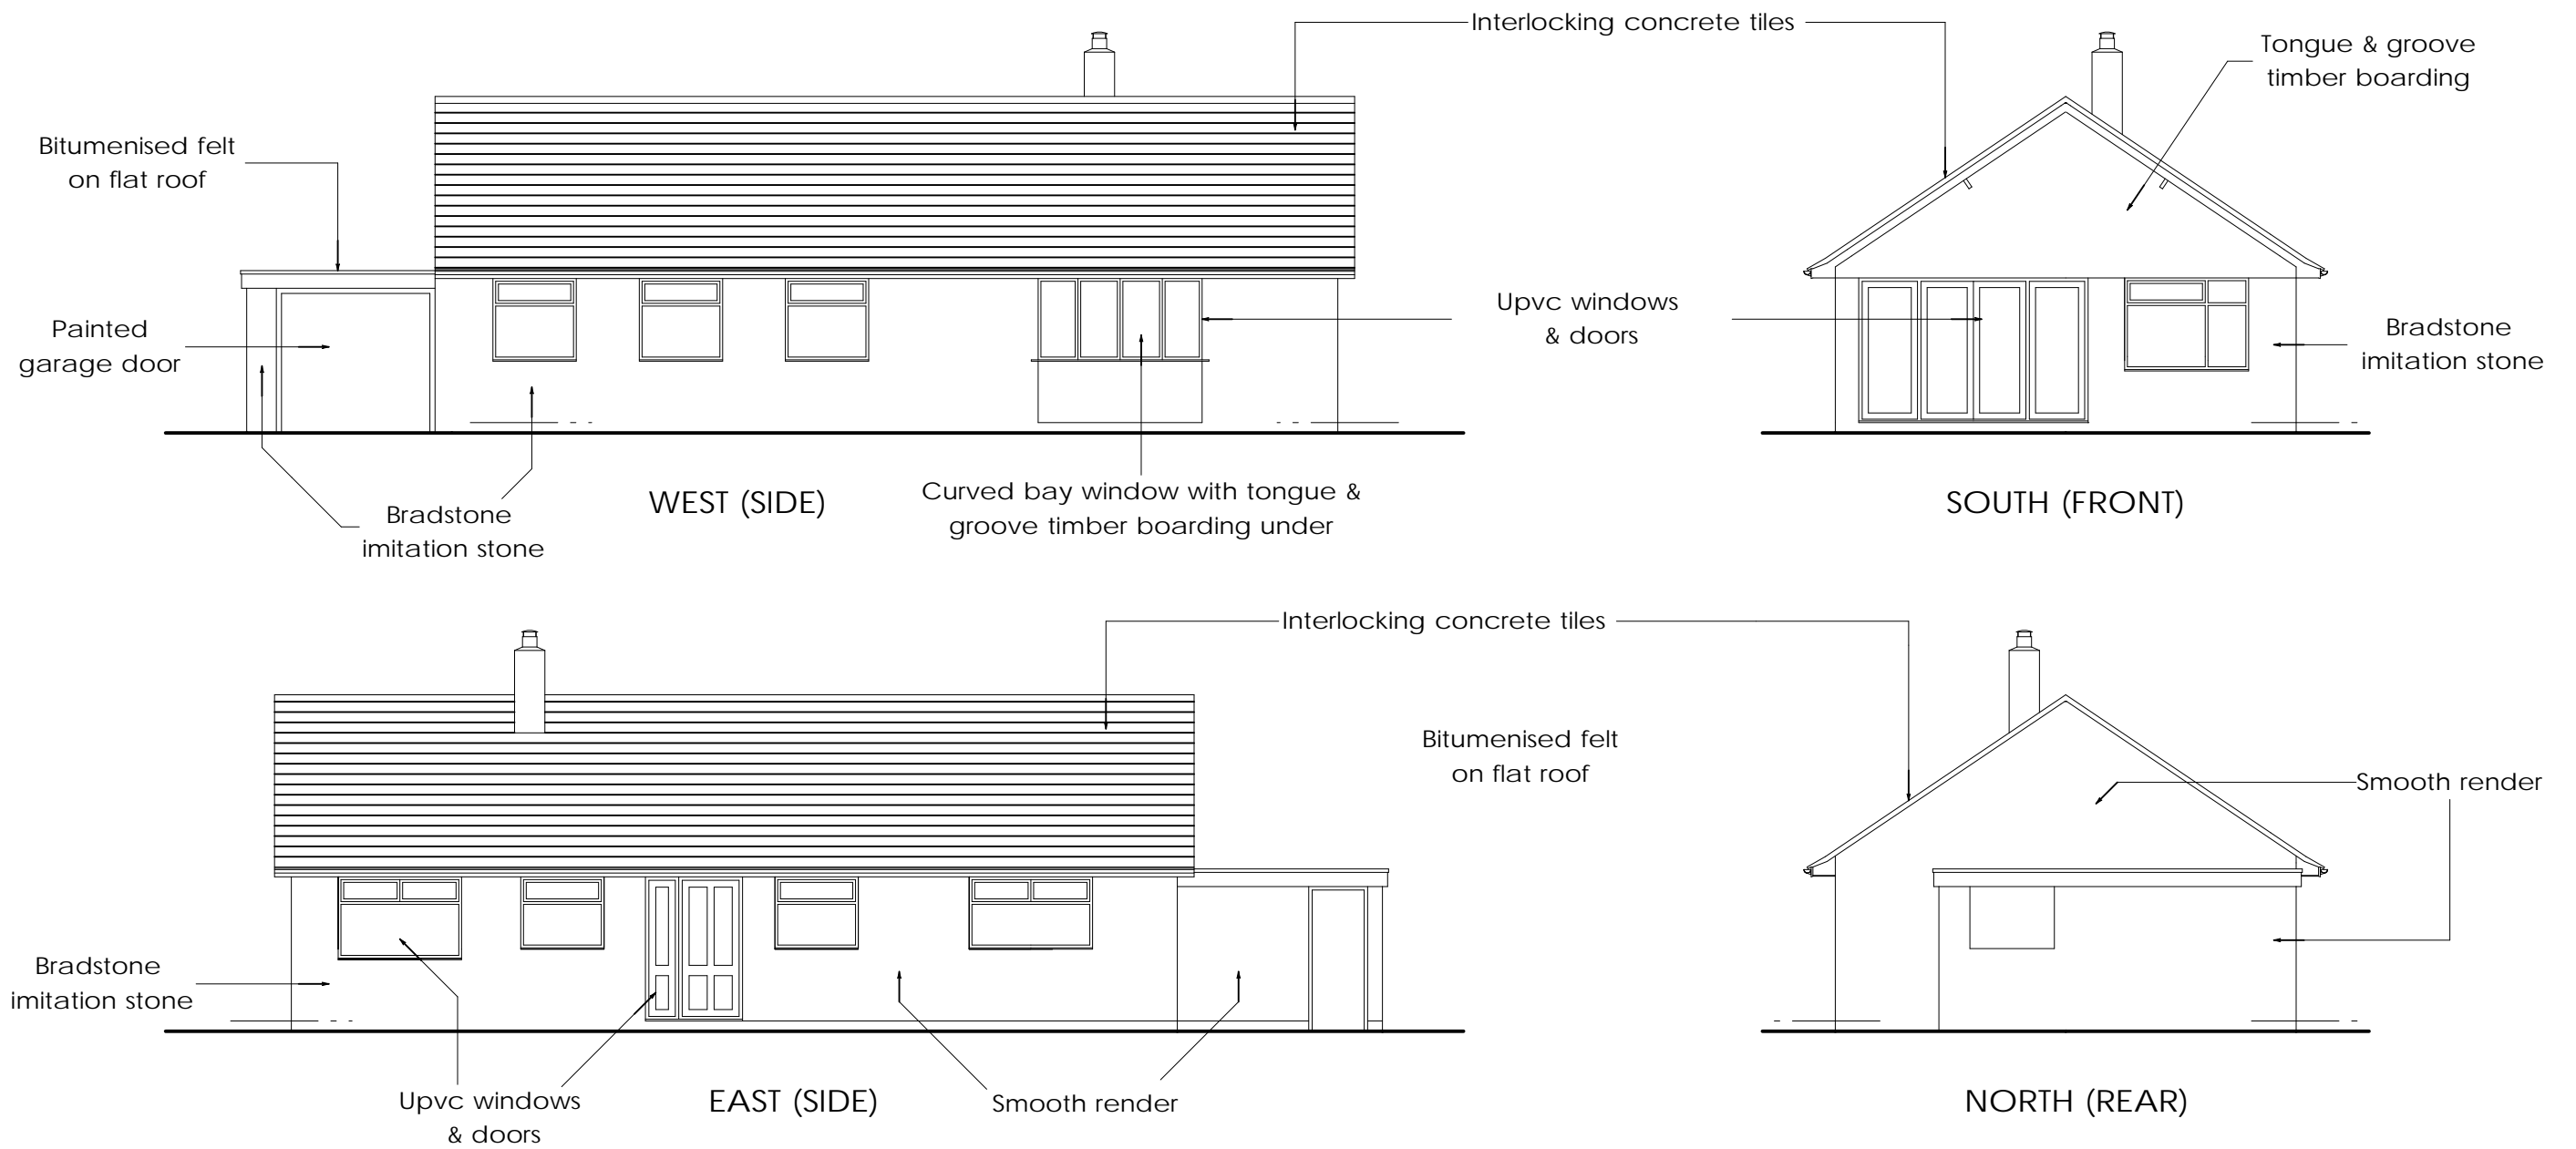 Interlocking concrete tiles
Tongue & groove
timber boarding
Bitumenised felt
on flat roof
Painted
garage door
Upvc windows
& doors
Bradstone
imitation stone
Bradstone
imitation stone
WEST (SIDE)
Curved bay window with tongue &
groove timber boarding under
SOUTH (FRONT)
Interlocking concrete tiles
Bitumenised felt
on flat roof
Smooth render
Bradstone
imitation stone
Upvc windows
& doors
EAST (SIDE)
Smooth render
NORTH (REAR)